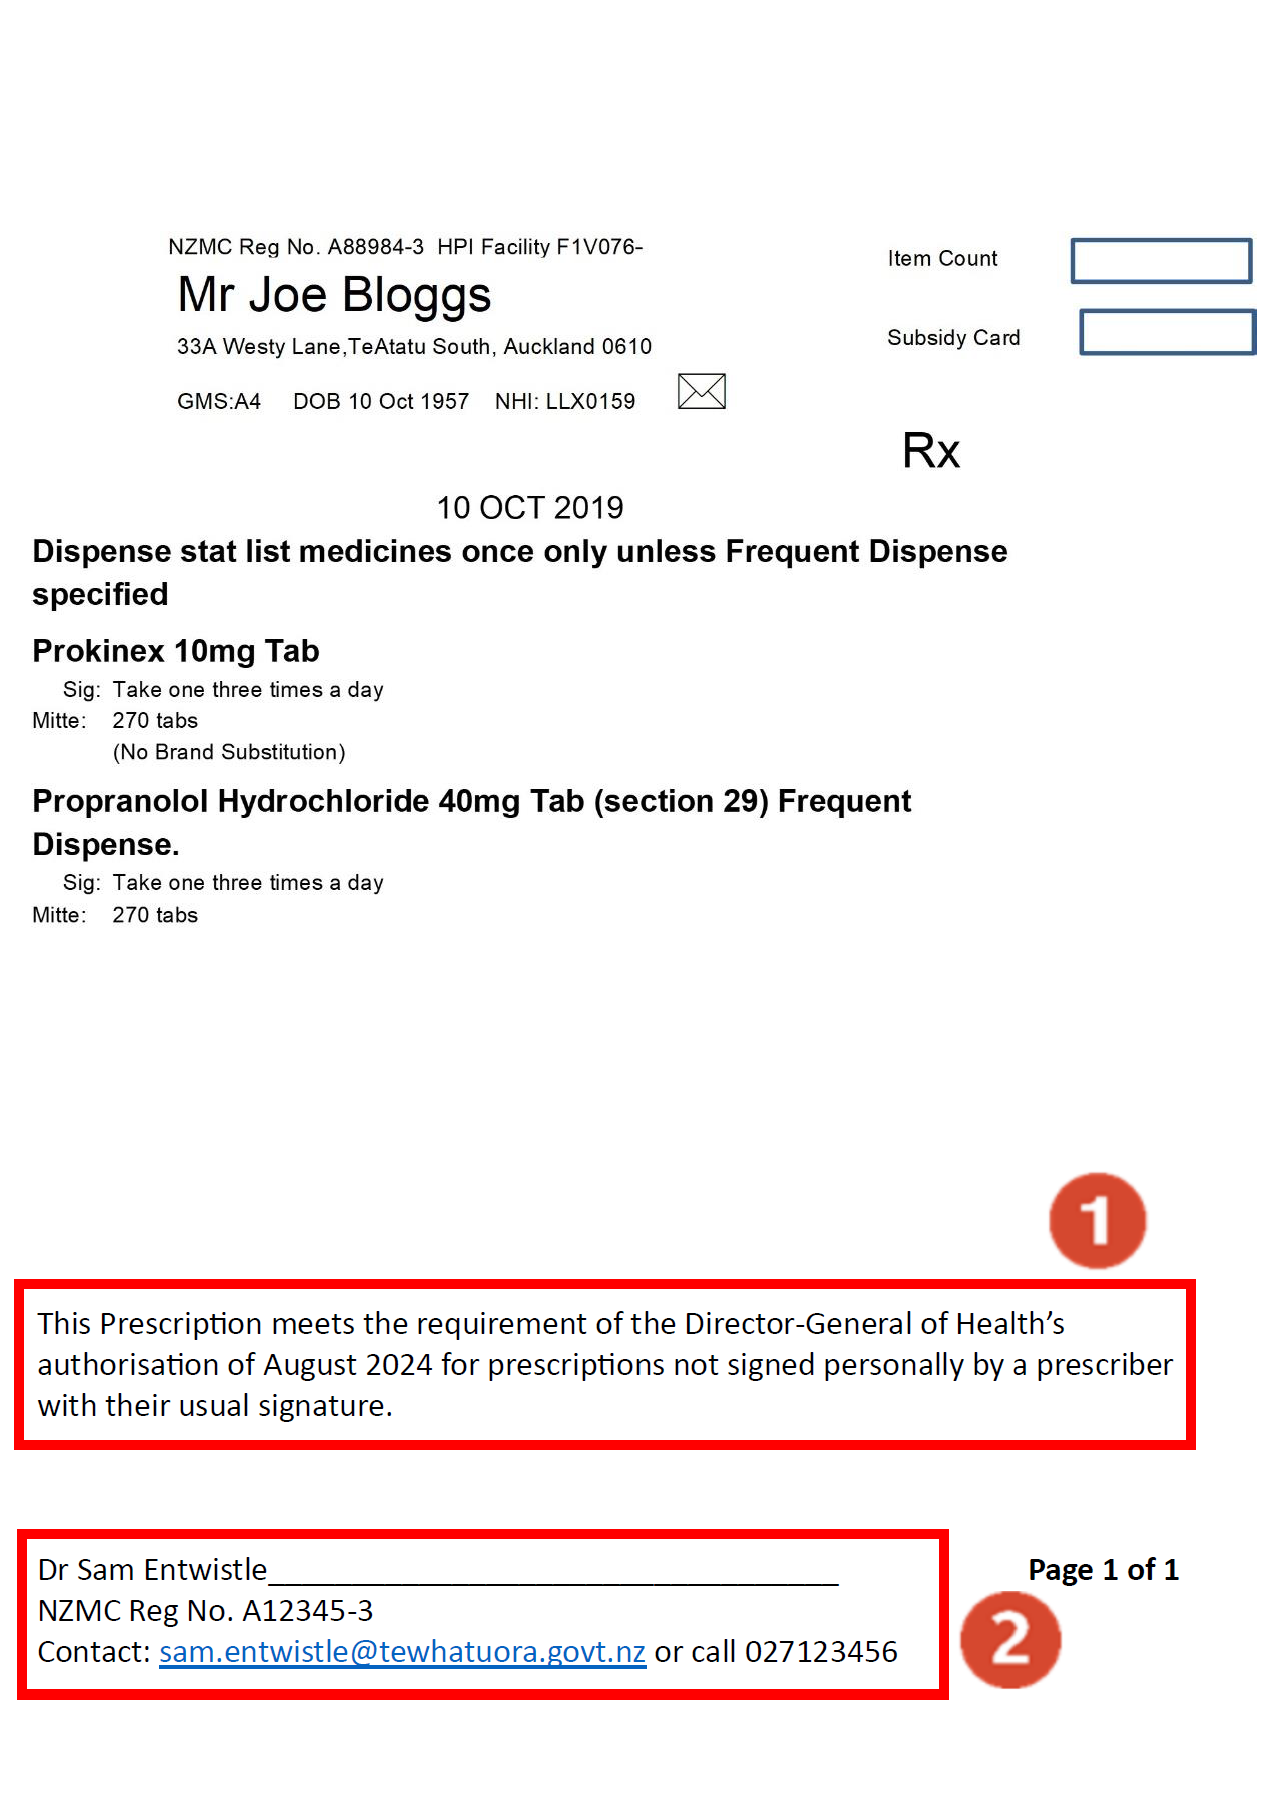 NZMC Reg No. A88984-3 HPI Facility F1V076-
Item Count
Mr Joe Bloggs
Subsidy Card
33A Westy Lane,TeAtatu South, Auckland 0610
GMS:A4 DOB 10 Oct 1957 NHI: LLX0159
Rx
10 OCT 2019
Dispense stat list medicines once only unless Frequent Dispense
specified
Prokinex 10mg Tab
Sig: Take one three times a day
Mitte: 270 tabs
(No Brand Substitution)
Propranolol Hydrochloride 40mg Tab (section 29) Frequent
Dispense.
Sig: Take one three times a day
Mitte: 270 tabs
1
This Prescription meets the requirement of the Director-General of Health’s
authorisation of August 2024 for prescriptions not signed personally by a prescriber
with their usual signature.
Dr Sam Entwistle__________________________________
Page 1 of 1
NZMC Reg No. A12345-3
2
Contact: sam.entwistle@tewhatuora.govt.nz or call 027123456